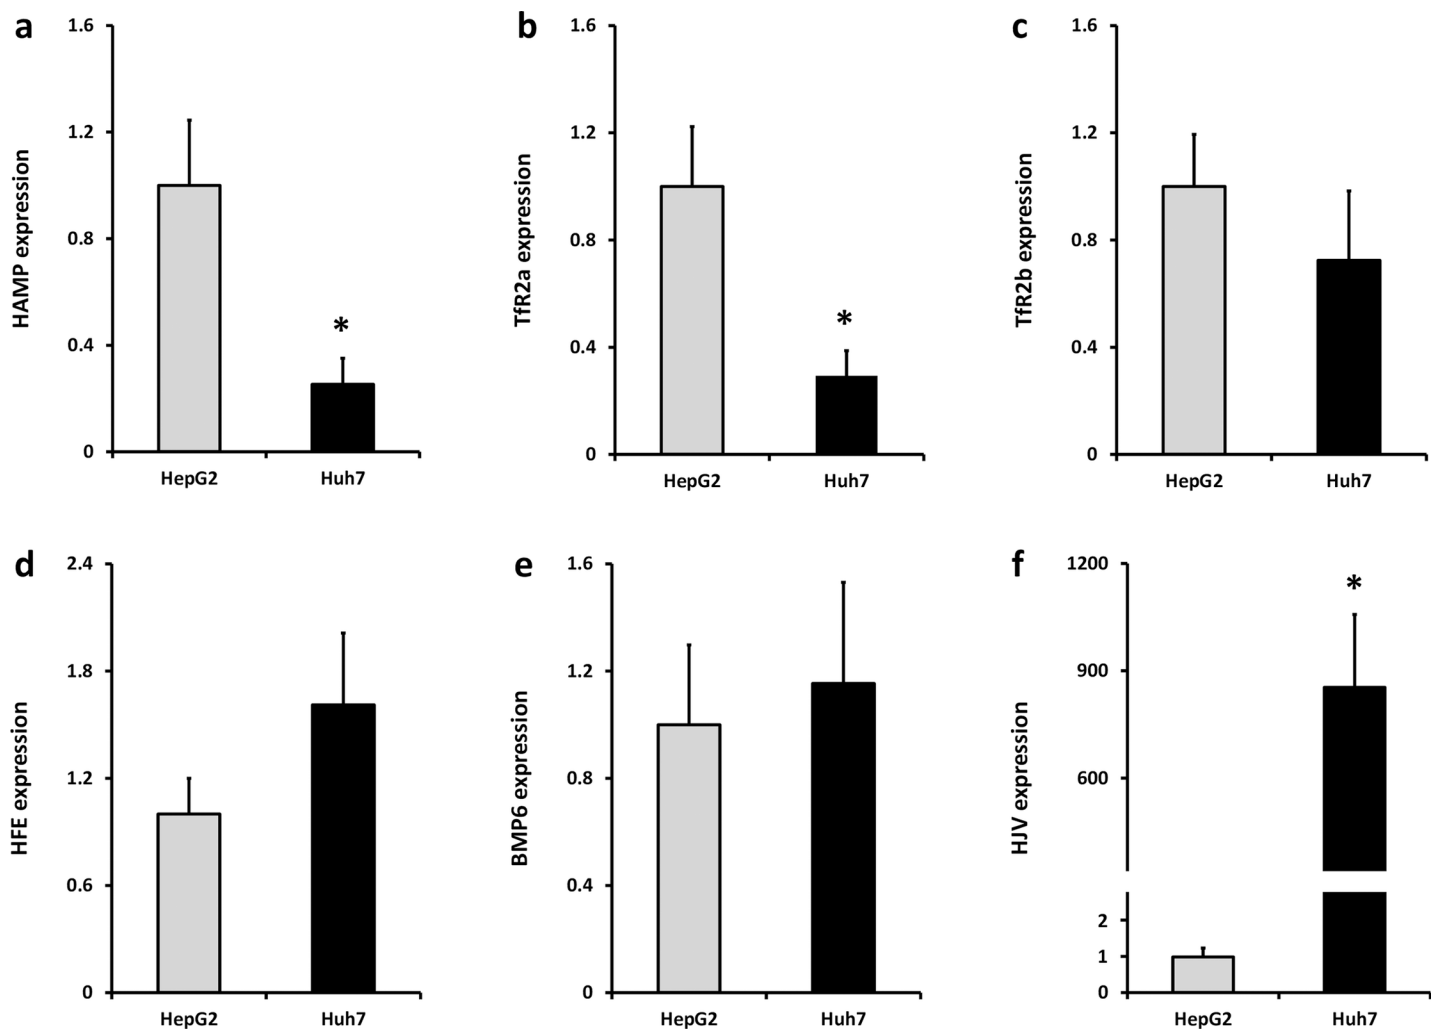 a
1.6
1.2
0.8
0.4
0
HAMP expression
*
HepG2 Huh7
b
1.6
1.2
0.8
0.4
0
TfR2a expression
*
HepG2 Huh7
c
1.6
1.2
0.8
0.4
0
TfR2b expression
HepG2 Huh7
d
2.4
1.8
1.2
0.6
0
HFE expression
HepG2 Huh7
e
1.6
1.2
0.8
0.4
0
BMP6 expression
HepG2 Huh7
f
1200
900
600
2
1
0
HJV expression
*
HepG2 Huh7